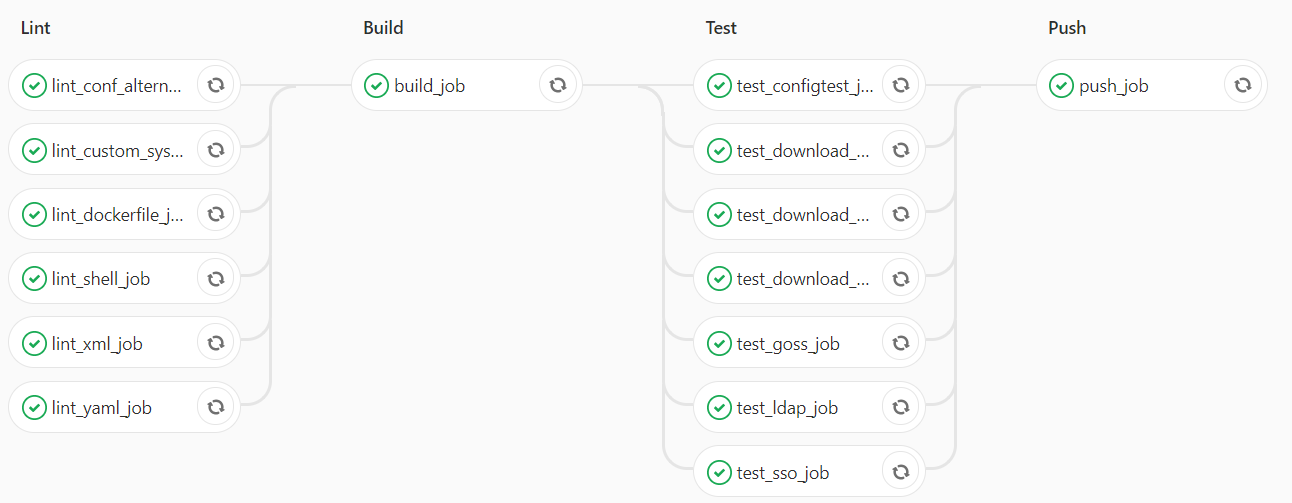 Lint
lint_conf_altern...
lint_custom_sys...
lint_dockerfile_j...
lint_shell_job
lint_xml_job
lint_yaml_job
Build
build_job
Test
test_configtest_j...
test_download_...
test_download_...
test_download_...
test_goss_job
test_ldap_job
test_sso_job
Push
push_job